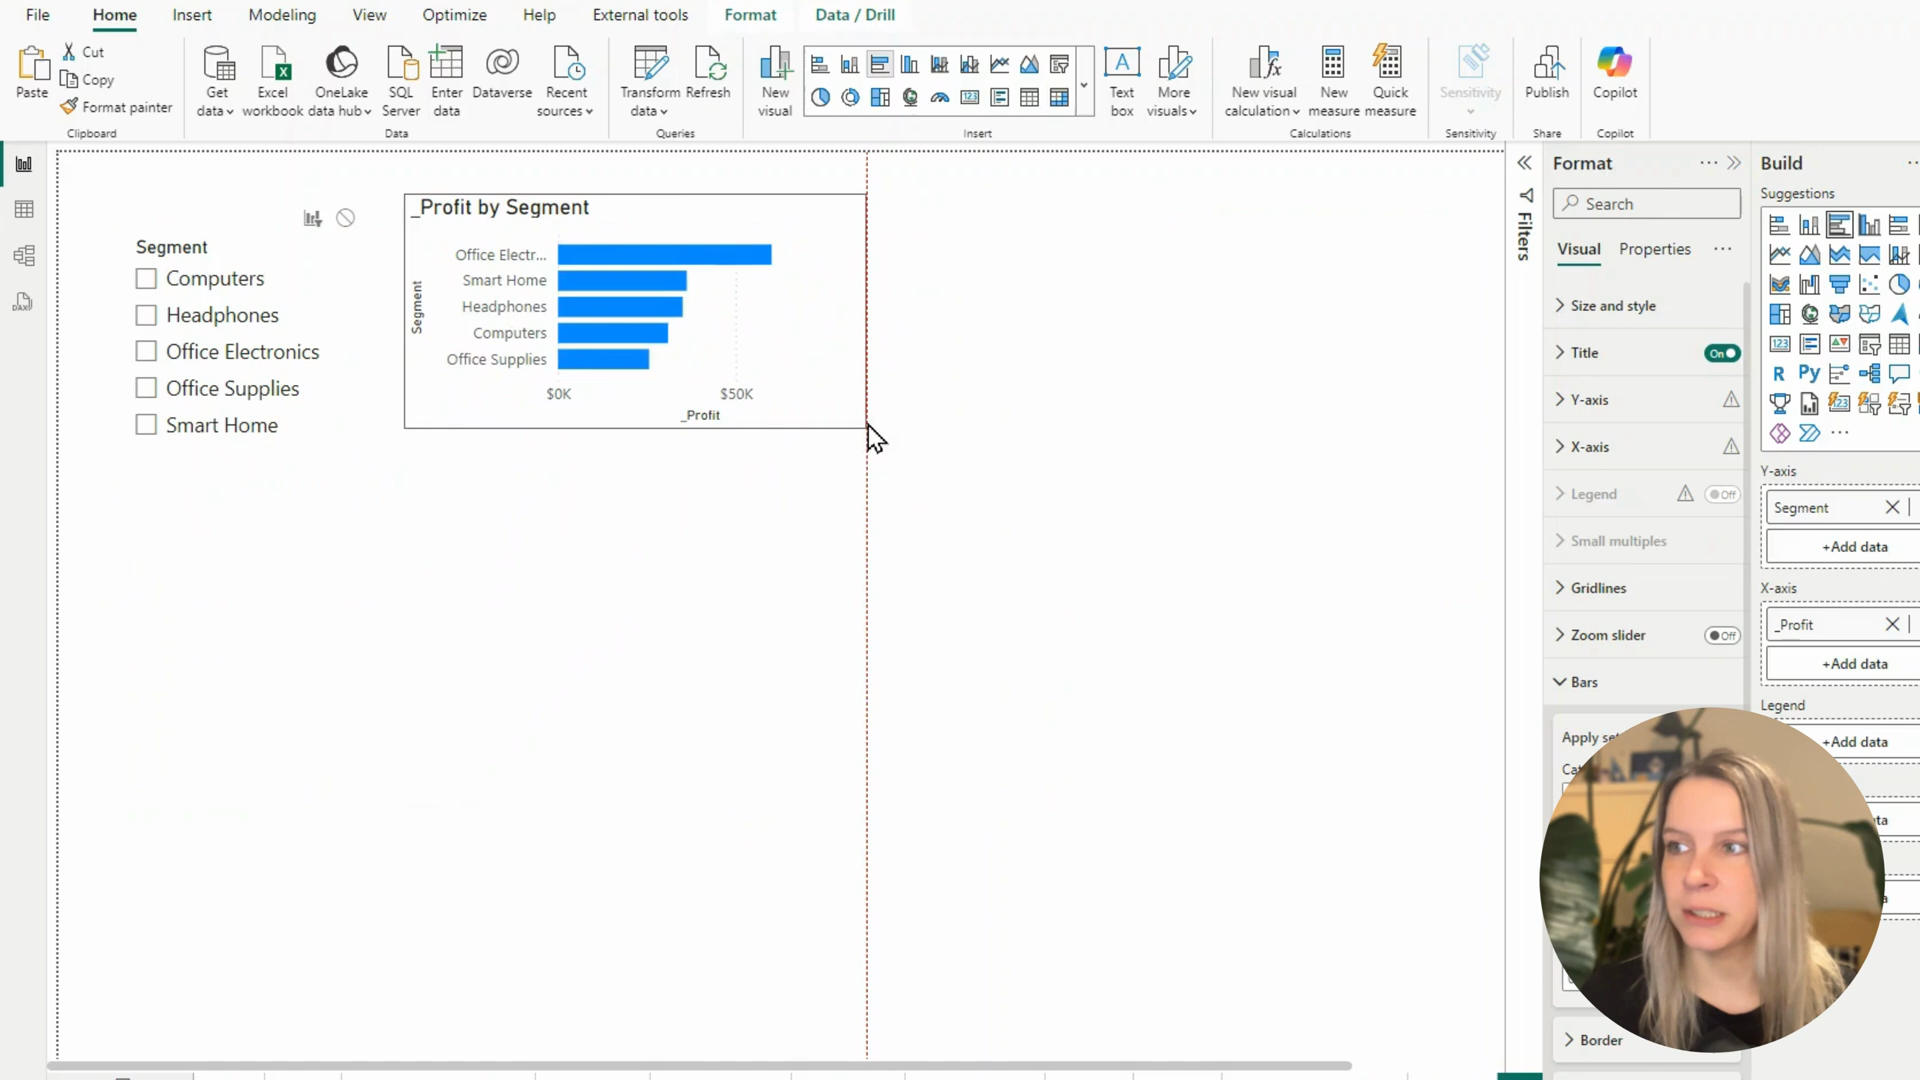 File Home Insert Modeling View Optimize Help External tools Format Data / Drill
Paste
Cut
Copy
Format painter
Clipboard
Get data
Excel workbook
OneLake data hub
SQL Server
Enter data
Dataverse
Recent sources
Data
Transform data
Refresh
Queries
New visual
Text box
More visuals
Insert
New visual calculation
New measure
Quick measure
Calculations
Sensitivity
Sensitivity
Publish
Share
Copilot
Copilot
Segment
Computers
Headphones
Office Electronics
Office Supplies
Smart Home
_Profit by Segment
Segment
Office Electr...
Smart Home
Headphones
Computers
Office Supplies
$0K $50K
_Profit
Filters
Format
Search
Visual Properties
Size and style
Title On
Y-axis
X-axis
Legend Off
Small multiples
Gridlines
Zoom slider Off
Bars
Border
Build
Suggestions
123
R Py
123
Y-axis
Segment
+Add data
X-axis
_Profit
+Add data
Legend
+Add data
DAX